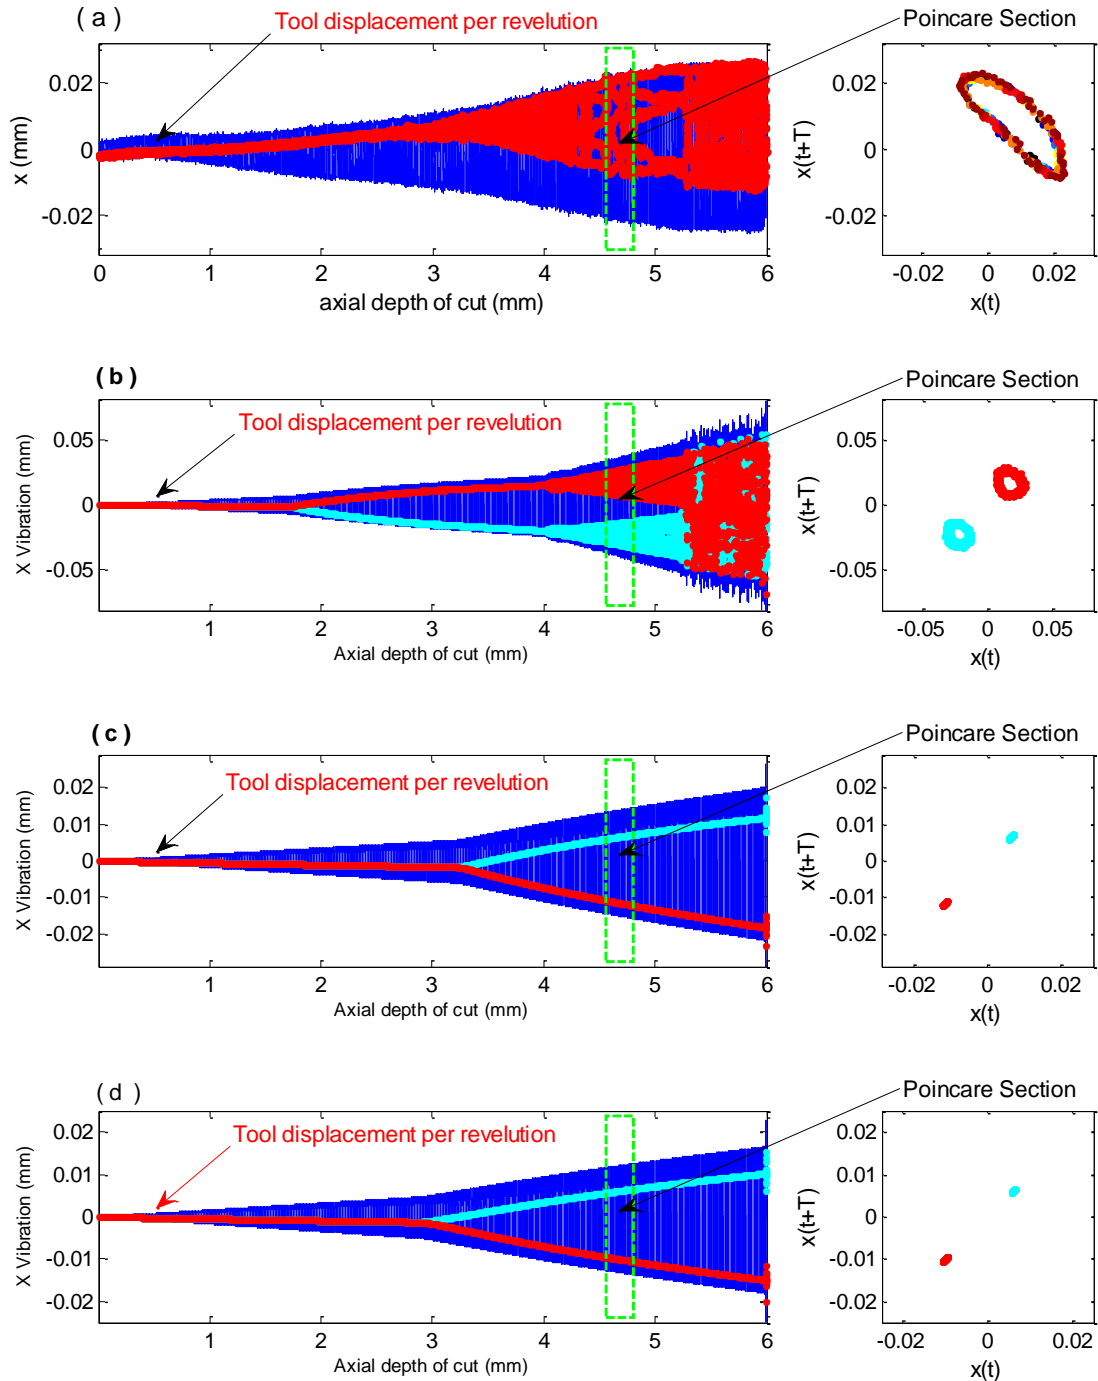 ( a )
Tool displacement per revelution
Poincare Section
x (mm)
0.02
0
-0.02
0 1 2 3 4 5 6
axial depth of cut (mm)
x(t+T)
0.02
0
-0.02
-0.02 0 0.02
x(t)
( b )
Tool displacement per revelution
Poincare Section
X Vibration (mm)
0.05
0
-0.05
1 2 3 4 5 6
Axial depth of cut (mm)
x(t+T)
0.05
0
-0.05
-0.05 0 0.05
x(t)
( c )
Tool displacement per revelution
Poincare Section
X Vibration (mm)
0.02
0.01
0
-0.01
-0.02
1 2 3 4 5 6
Axial depth of cut (mm)
x(t+T)
0.02
0.01
0
-0.01
-0.02
-0.02 0 0.02
x(t)
( d )
Tool displacement per revelution
Poincare Section
X Vibration (mm)
0.02
0.01
0
-0.01
-0.02
1 2 3 4 5 6
Axial depth of cut (mm)
x(t+T)
0.02
0.01
0
-0.01
-0.02
-0.02 0 0.02
x(t)